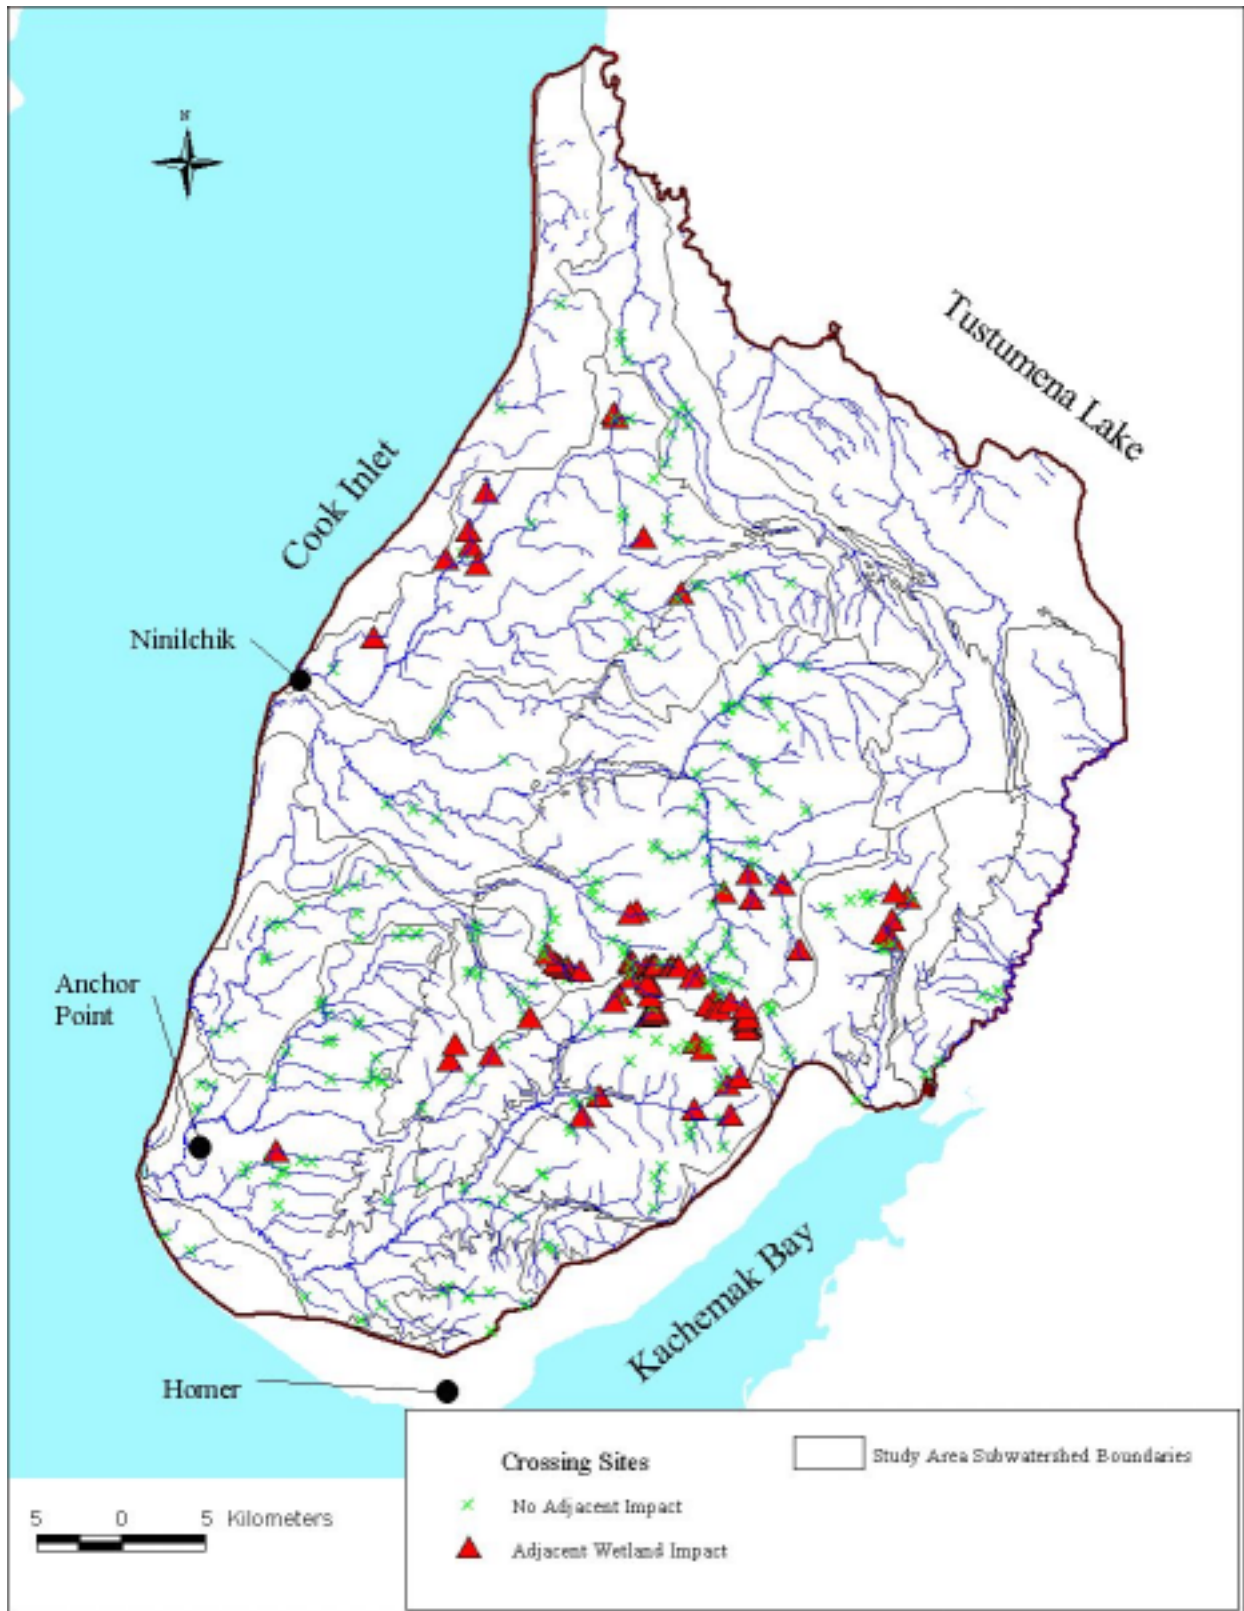 N
Tustumena Lake
Cook Inlet
Ninilchik
Anchor
Point
Kachemak Bay
Homer
Crossing Sites
Study Area Subwatershed Boundaries
No Adjacent Impact
Adjacent Wetland Impact
5 0 5 Kilometers